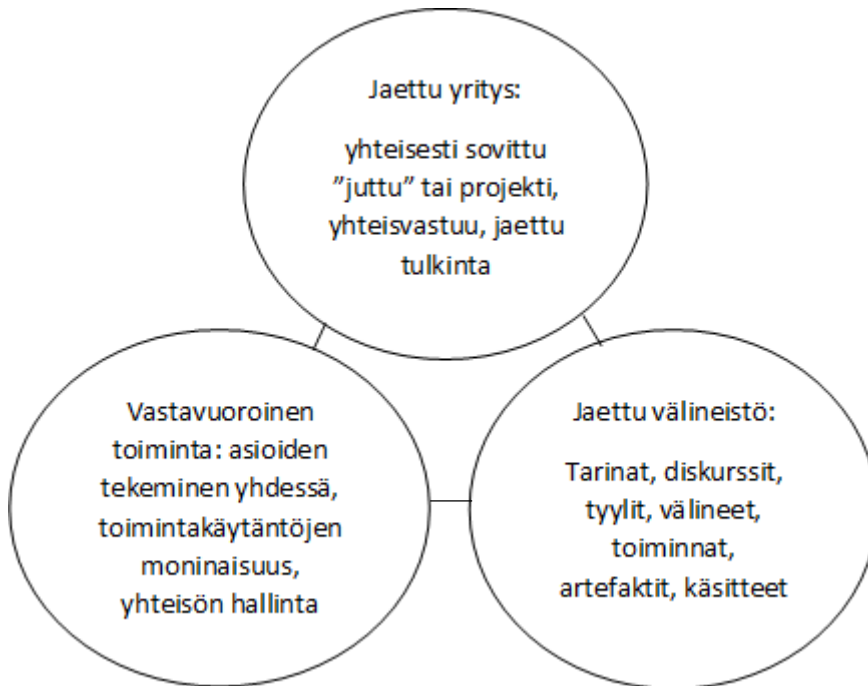 Jaettu yritys:
yhteisesti sovittu
”juttu” tai projekti,
yhteisvastuu, jaettu
tulkinta
Vastavuoroinen
toiminta: asioiden
tekeminen yhdessä,
toimintakäytäntöjen
moninaisuus,
yhteisön hallinta
Jaettu välineistö:
Tarinat, diskurssit,
tyylit, välineet,
toiminnat,
artefaktit, käsitteet